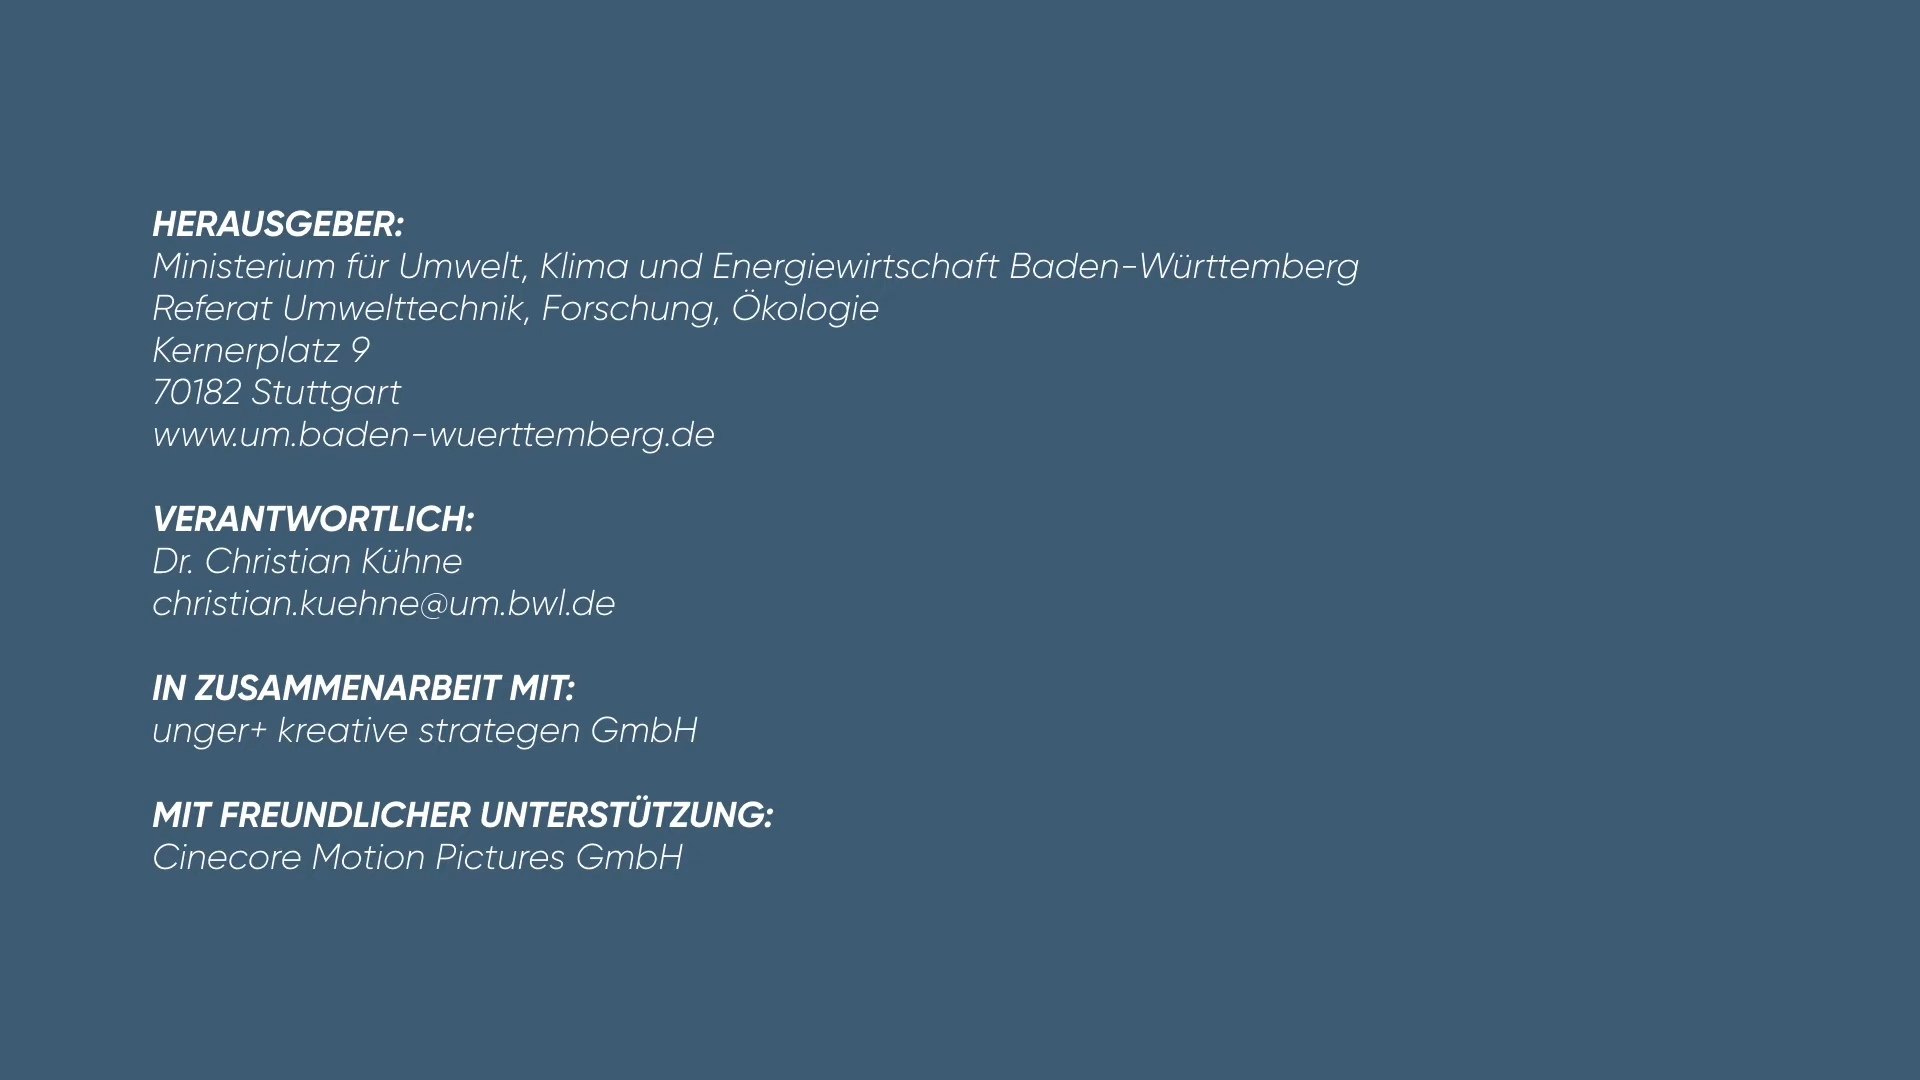 HERAUSGEBER:
Ministerium für Umwelt, Klima und Energiewirtschaft Baden-Württemberg
Referat Umwelttechnik, Forschung, Ökologie
Kernerplatz 9
70182 Stuttgart
www.um.baden-wuerttemberg.de
VERANTWORTLICH:
Dr. Christian Kühne
christian.kuehne@um.bwl.de
IN ZUSAMMENARBEIT MIT:
unger+ kreative strategen GmbH
MIT FREUNDLICHER UNTERSTÜTZUNG:
Cinecore Motion Pictures GmbH